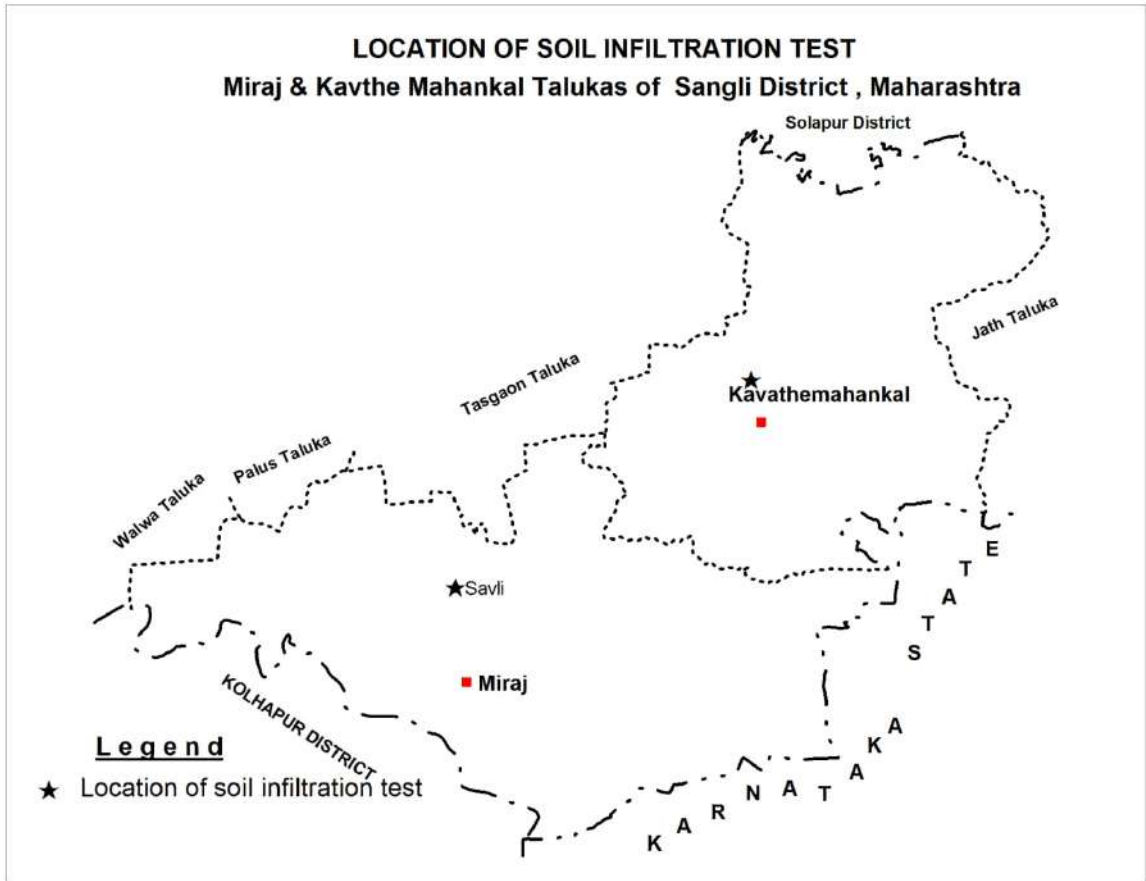 LOCATION OF SOIL INFILTRATION TEST
Miraj & Kavthe Mahankal Talukas of Sangli District , Maharashtra
Solapur District
Jath Taluka
Tasgaon Taluka
Kavathemahankal
Palus Taluka
Walwa Taluka
Savli
Miraj
KOLHAPUR DISTRICT
KARNATAKA
STATE
Legend
Location of soil infiltration test